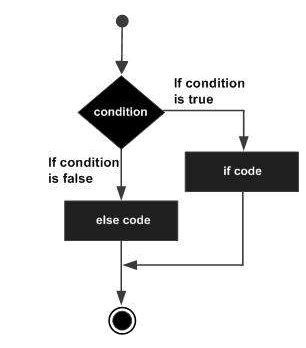 If condition
is true
condition
If condition
is false
if code
else code